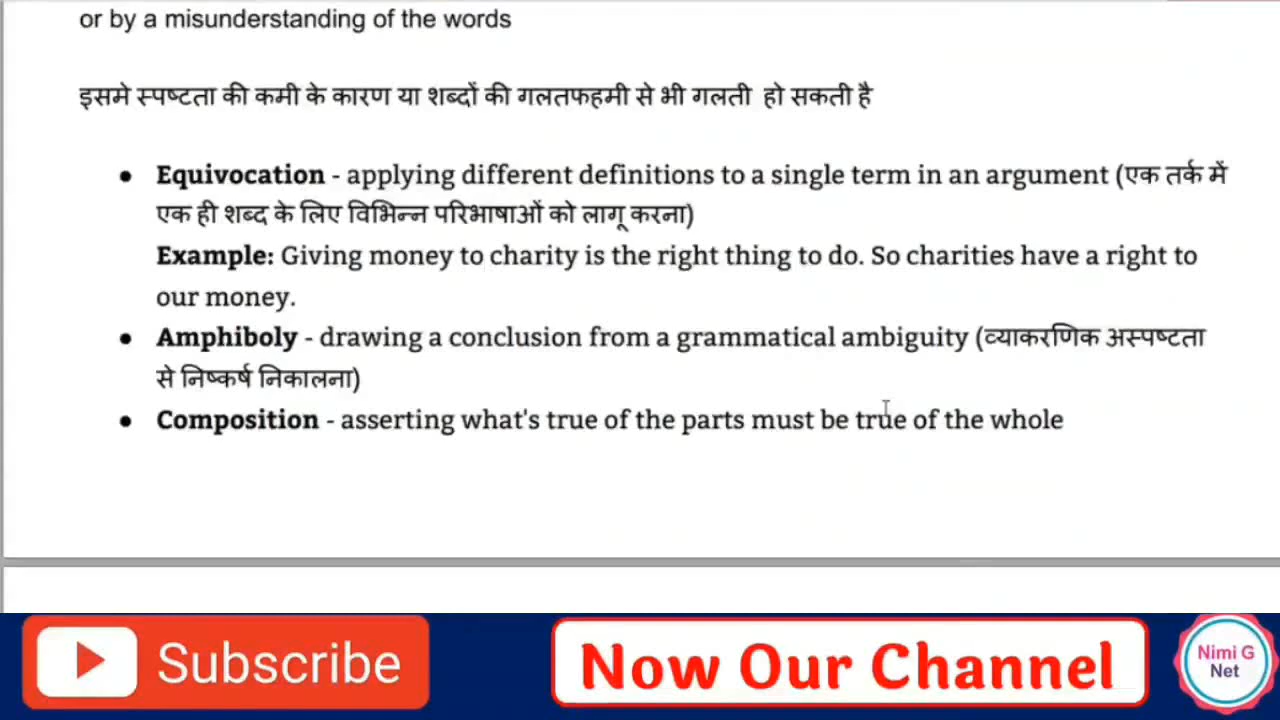 or by a misunderstanding of the words
इसमे स्पष्टता की कमी के कारण या शब्दों की गलतफहमी से भी गलती हो सकती है
● Equivocation - applying different definitions to a single term in an argument (एक तर्क में
एक ही शब्द के लिए विभिन्न परिभाषाओं को लागू करना)
Example: Giving money to charity is the right thing to do. So charities have a right to
our money.
● Amphiboly - drawing a conclusion from a grammatical ambiguity (व्याकरणिक अस्पष्टता
से निष्कर्ष निकालना)
● Composition - asserting what's true of the parts must be true of the whole
Subscribe
Now Our Channel
Nimi G
Net